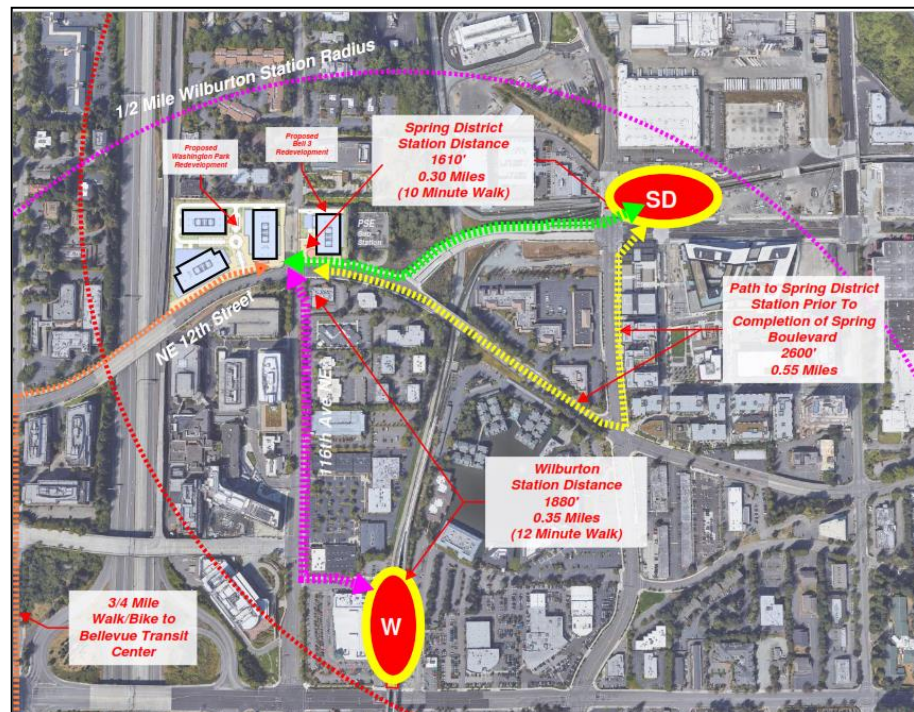 1/2 Mile Wilburton Station Radius
Proposed
Washington Park
Redevelopment
Proposed
Bell 3
Redevelopment
Spring District
Station Distance
1610'
0.30 Miles
(10 Minute Walk)
SD
PSE
Station
Path to Spring District
Station Prior To
Completion of Spring
Boulevard
2600'
0.55 Miles
NE 12th Street
116th Ave NE
Wilburton
Station Distance
1880'
0.35 Miles
(12 Minute Walk)
3/4 Mile
Walk/Bike to
Bellevue Transit
Center
W